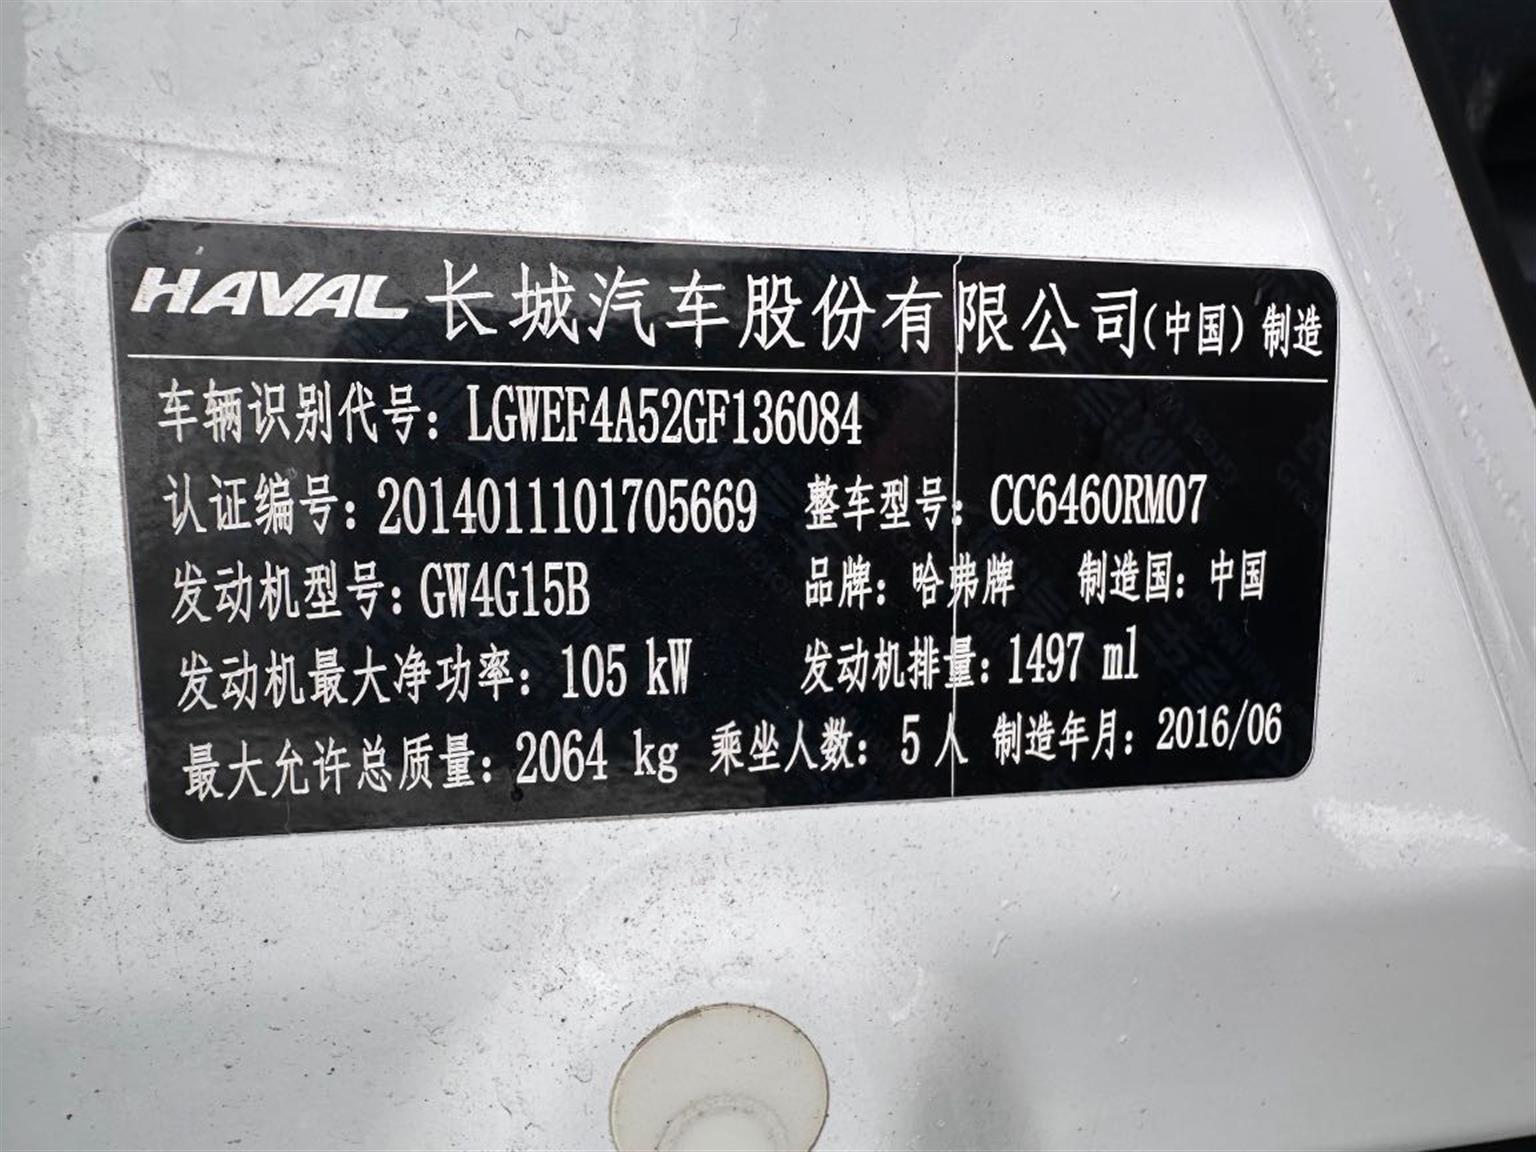 HAVAL 长城汽车股份有限公司(中国)制造
车辆识别代号：LGWEF4A52GF136084
认证编号：2014011101705669 整车型号：CC6460RM07
发动机型号：GW4G15B 品牌：哈弗牌 制造国：中国
发动机最大净功率：105 kW 发动机排量：1497 ml
最大允许总质量：2064 kg 乘坐人数：5人 制造年月：2016/06